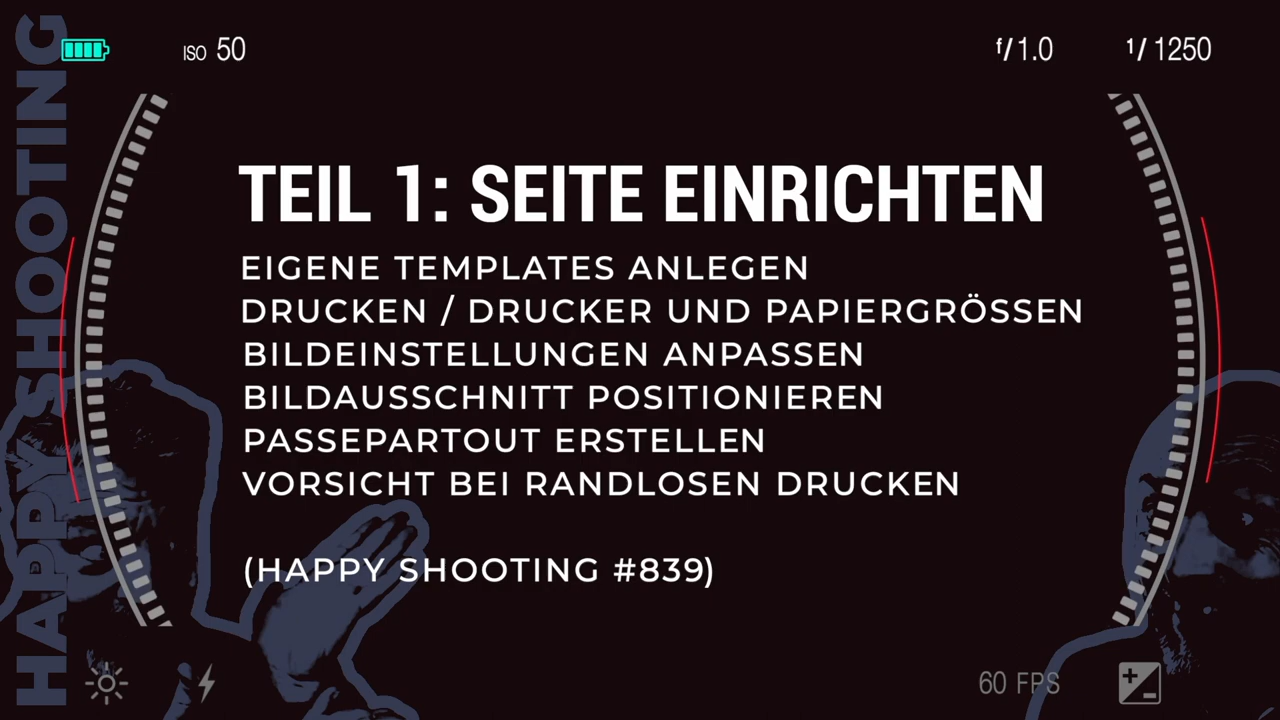 HAPPY SHOOTING
ISO 50
f/1.0
1/1250
TEIL 1: SEITE EINRICHTEN
EIGENE TEMPLATES ANLEGEN
DRUCKEN / DRUCKER UND PAPIERGRÖSSEN
BILDEINSTELLUNGEN ANPASSEN
BILDAUSSCHNITT POSITIONIEREN
PASSEPARTOUT ERSTELLEN
VORSICHT BEI RANDLOSEN DRUCKEN
(HAPPY SHOOTING #839)
60 FPS